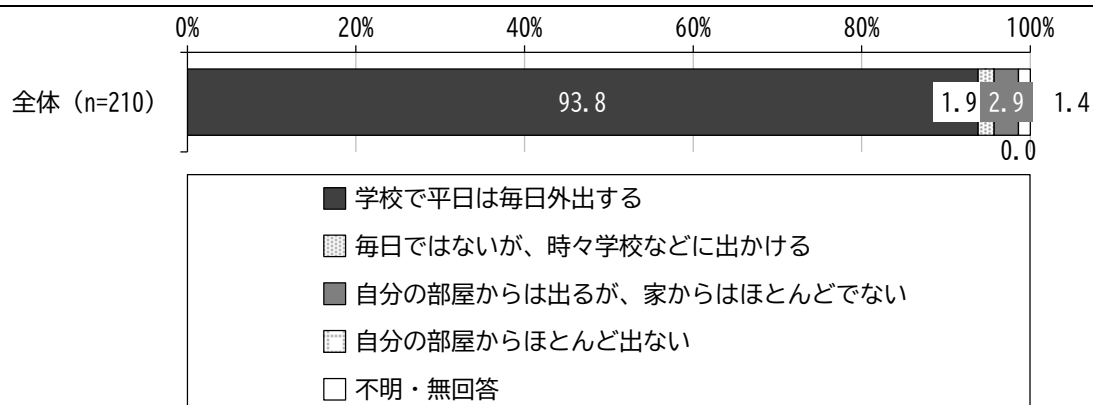 0% 20% 40% 60% 80% 100%
全体（n=210） 93.8 1.9 2.9 1.4
0.0
学校で平日は毎日外出する
毎日ではないが、時々学校などに出かける
自分の部屋からは出るが、家からはほとんどでない
自分の部屋からほとんど出ない
不明・無回答